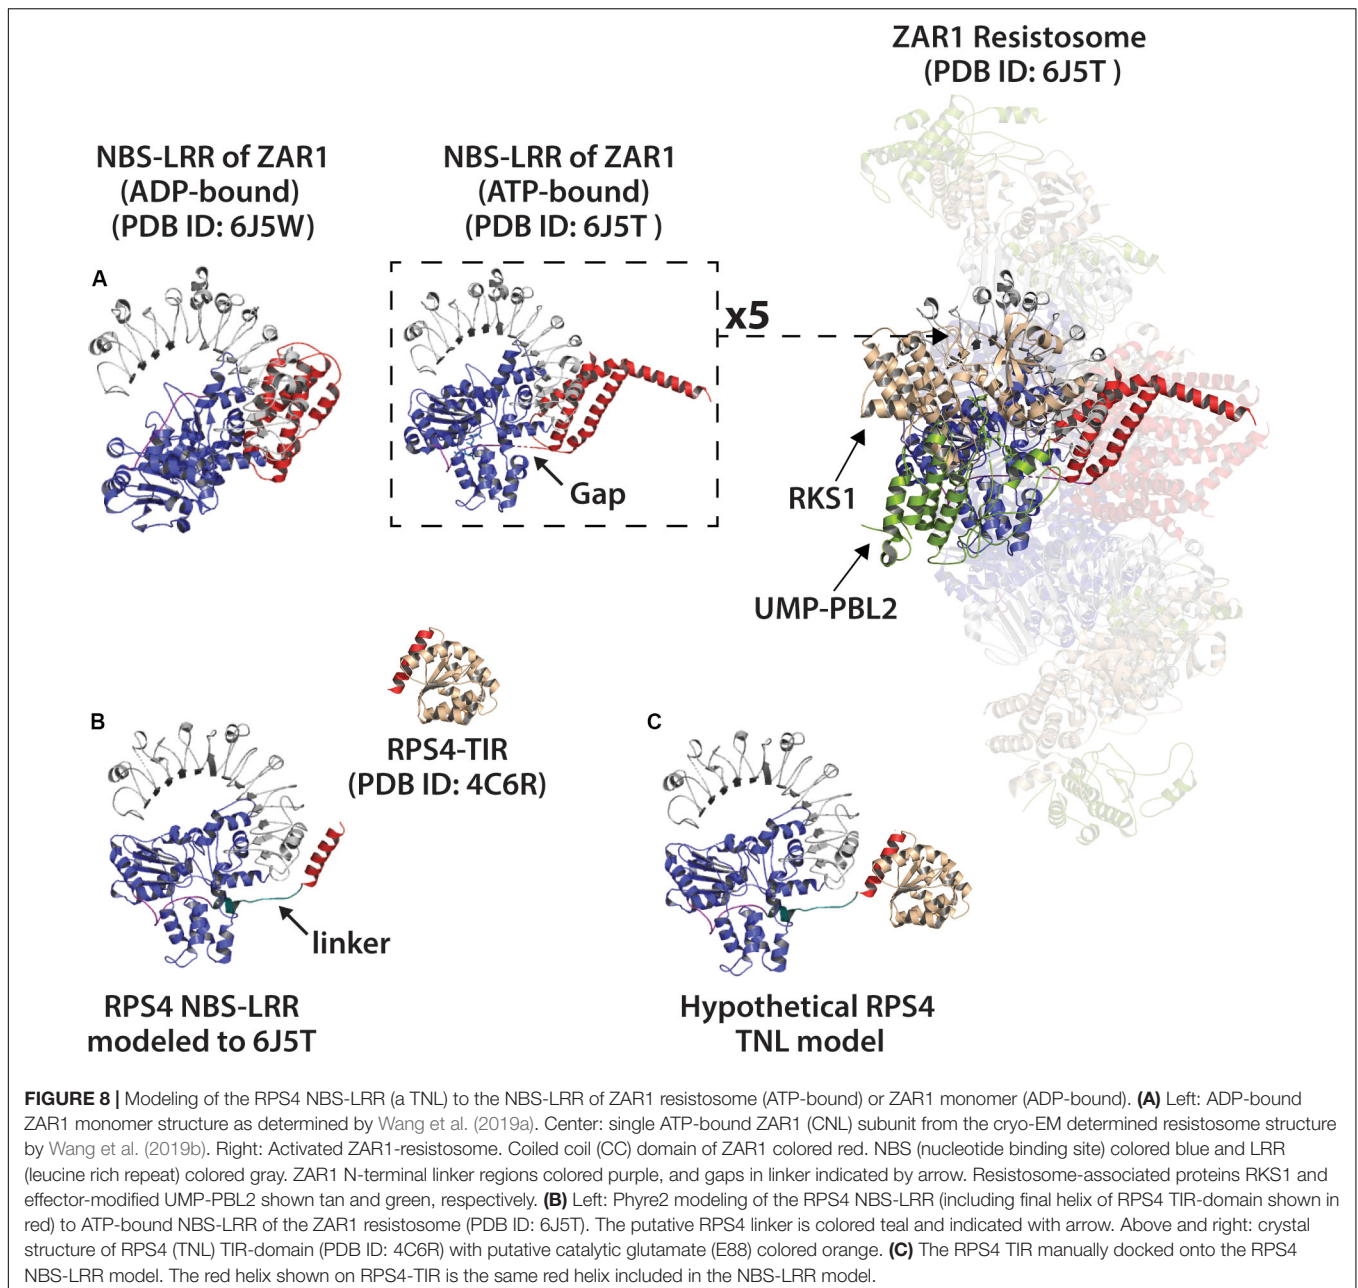 ZAR1 Resistosome
(PDB ID: 6J5T )
NBS-LRR of ZAR1
(ADP-bound)
(PDB ID: 6J5W)
NBS-LRR of ZAR1
(ATP-bound)
(PDB ID: 6J5T )
A
x5
Gap
RKS1
UMP-PBL2
B
RPS4-TIR
(PDB ID: 4C6R)
C
linker
RPS4 NBS-LRR
modeled to 6J5T
Hypothetical RPS4
TNL model
FIGURE 8 | Modeling of the RPS4 NBS-LRR (a TNL) to the NBS-LRR of ZAR1 resistosome (ATP-bound) or ZAR1 monomer (ADP-bound). (A) Left: ADP-bound
ZAR1 monomer structure as determined by Wang et al. (2019a). Center: single ATP-bound ZAR1 (CNL) subunit from the cryo-EM determined resistosome structure
by Wang et al. (2019b). Right: Activated ZAR1-resistosome. Coiled coil (CC) domain of ZAR1 colored red. NBS (nucleotide binding site) colored blue and LRR
(leucine rich repeat) colored gray. ZAR1 N-terminal linker regions colored purple, and gaps in linker indicated by arrow. Resistosome-associated proteins RKS1 and
effector-modified UMP-PBL2 shown tan and green, respectively. (B) Left: Phyre2 modeling of the RPS4 NBS-LRR (including final helix of RPS4 TIR-domain shown in
red) to ATP-bound NBS-LRR of the ZAR1 resistosome (PDB ID: 6J5T). The putative RPS4 linker is colored teal and indicated with arrow. Above and right: crystal
structure of RPS4 (TNL) TIR-domain (PDB ID: 4C6R) with putative catalytic glutamate (E88) colored orange. (C) The RPS4 TIR manually docked onto the RPS4
NBS-LRR model. The red helix shown on RPS4-TIR is the same red helix included in the NBS-LRR model.